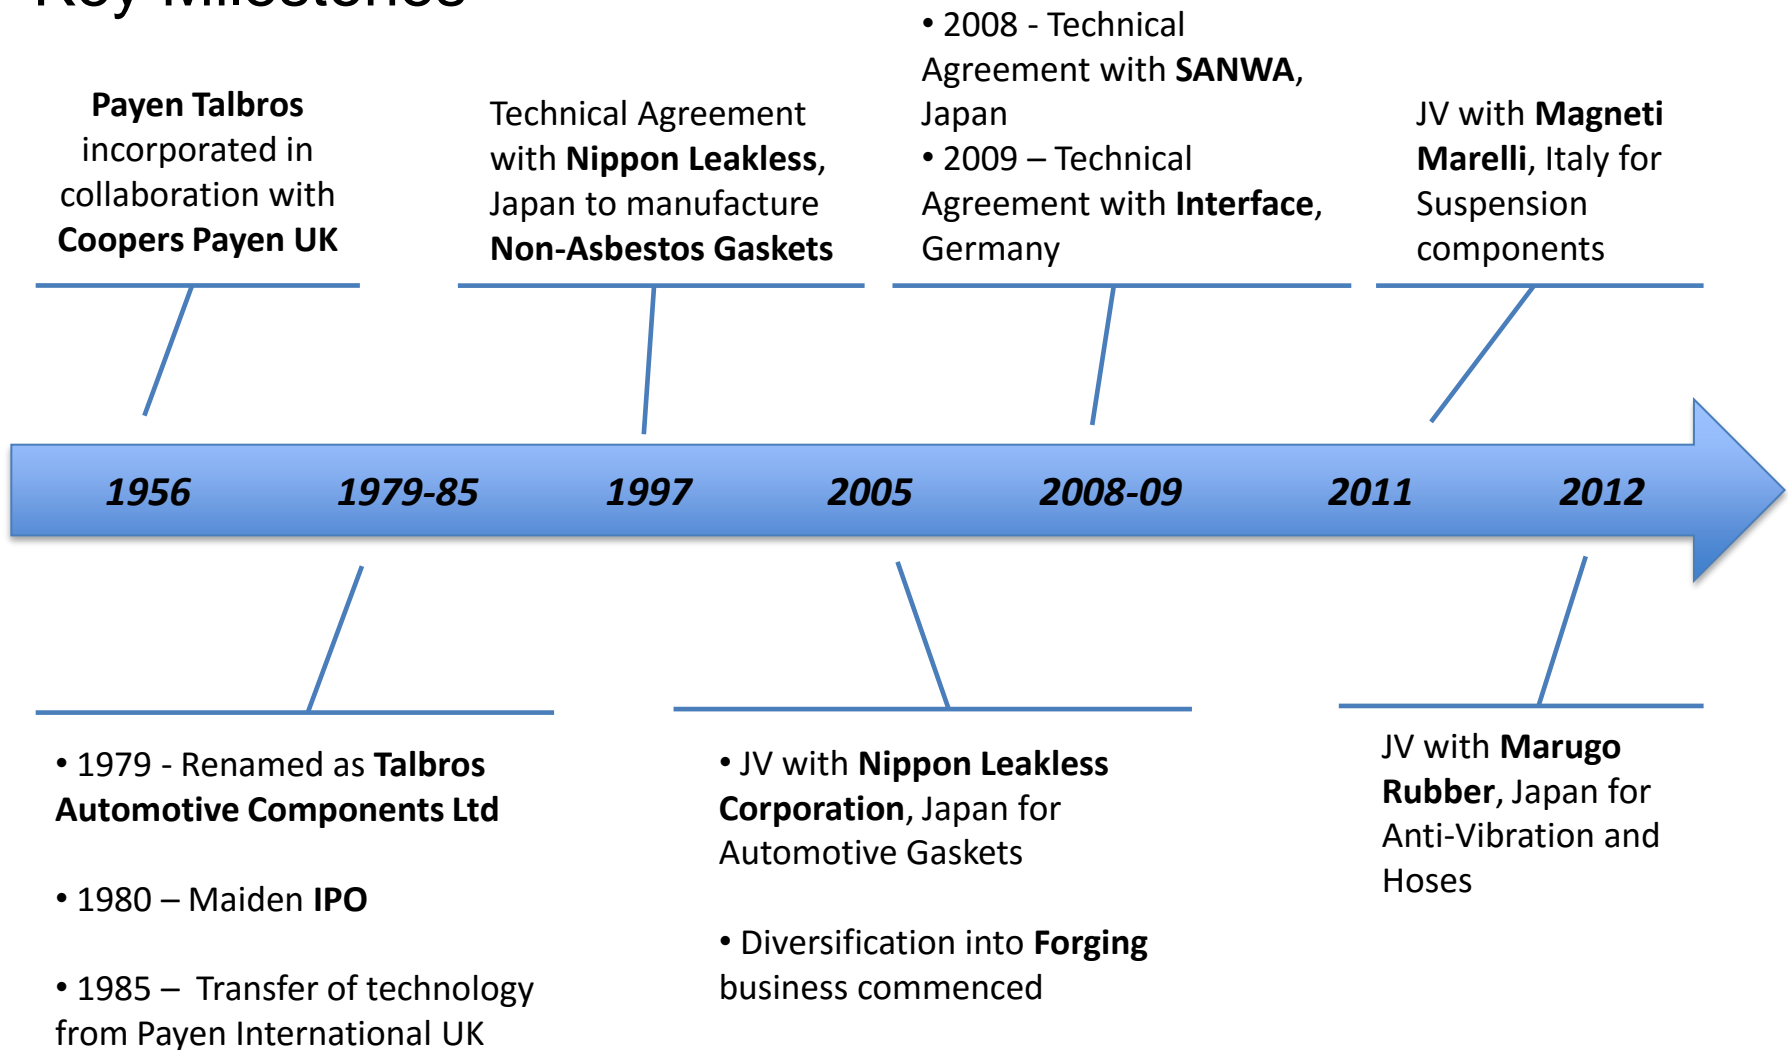 Key Milestones
Payen Talbros
incorporated in
collaboration with
Coopers Payen UK
Technical Agreement
with Nippon Leakless,
Japan to manufacture
Non-Asbestos Gaskets
• 2008 - Technical
Agreement with SANWA,
Japan
• 2009 – Technical
Agreement with Interface,
Germany
JV with Magneti
Marelli, Italy for
Suspension
components
1956 1979-85 1997 2005 2008-09 2011 2012
• 1979 - Renamed as Talbros
Automotive Components Ltd
• 1980 – Maiden IPO
• 1985 – Transfer of technology
from Payen International UK
• JV with Nippon Leakless
Corporation, Japan for
Automotive Gaskets
• Diversification into Forging
business commenced
JV with Marugo
Rubber, Japan for
Anti-Vibration and
Hoses